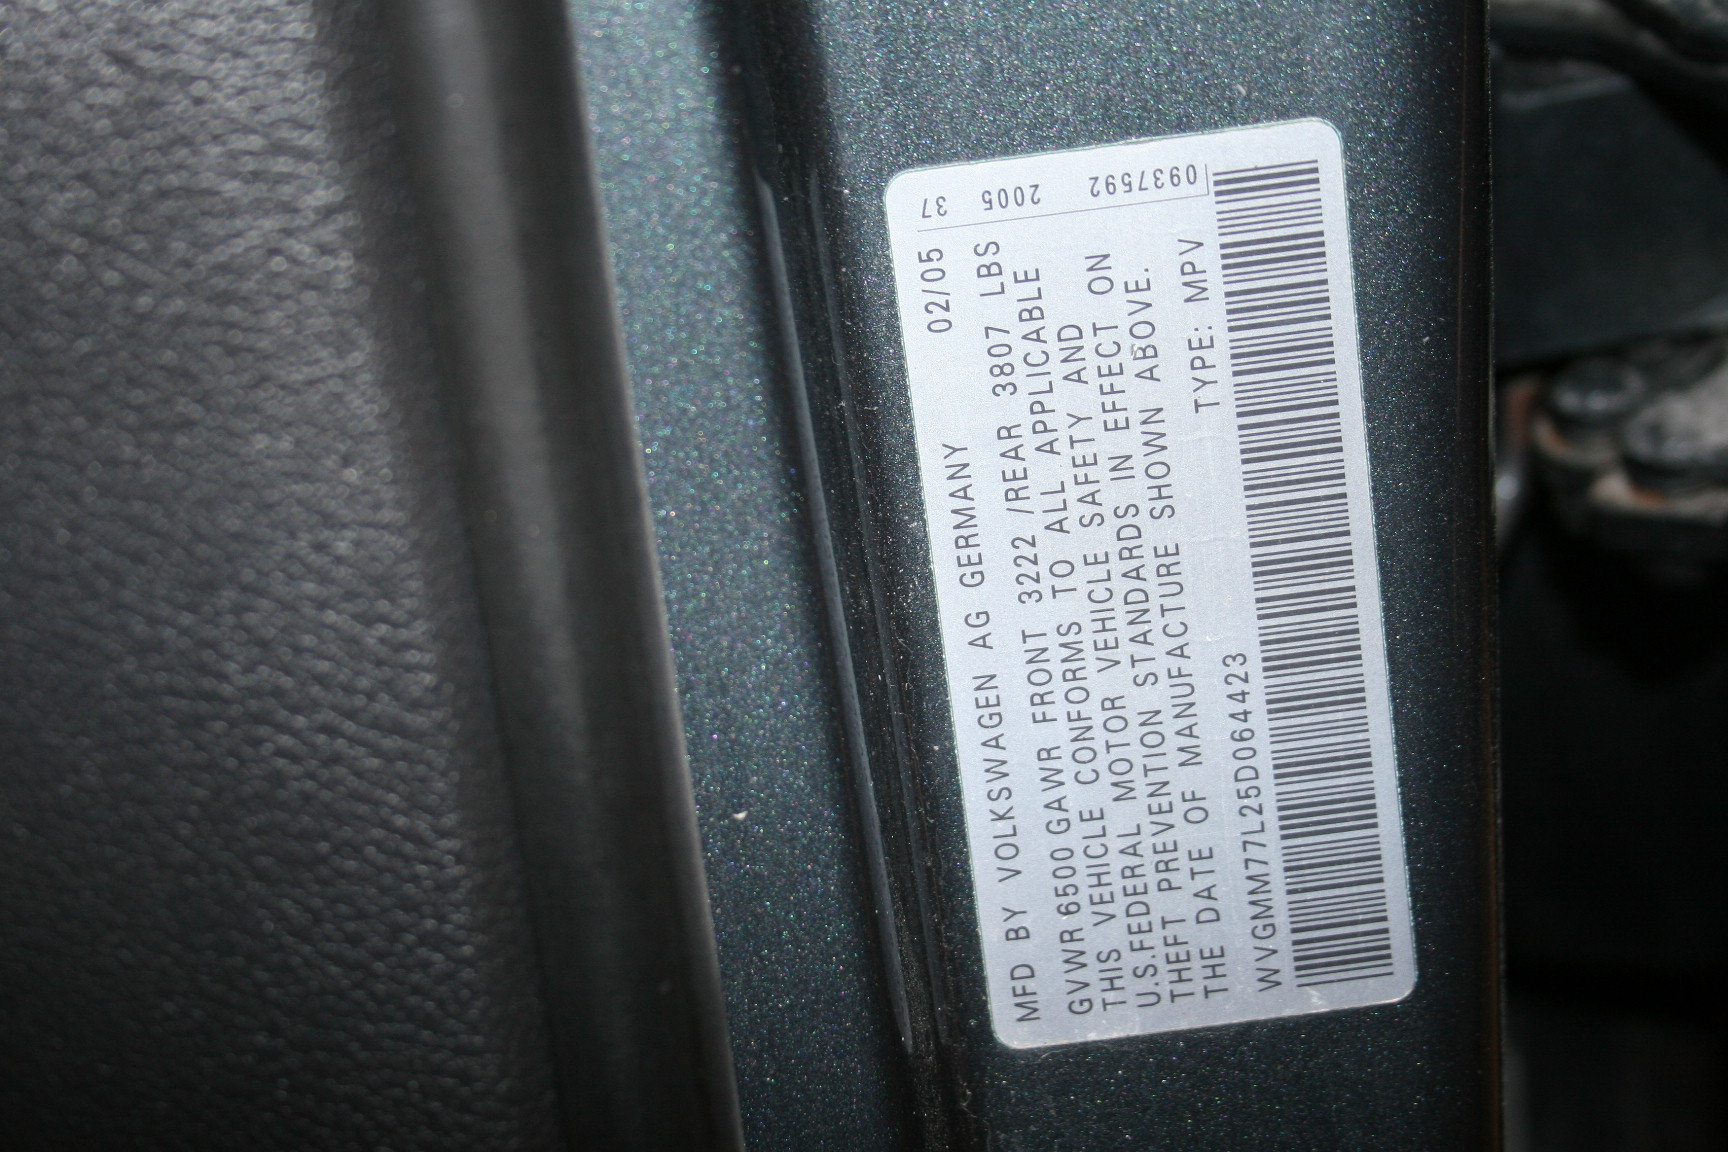 MFD BY VOLKSWAGEN AG GERMANY 02/05
GVWR 6500 GAWR FRONT 3222 /REAR 3807 LBS
THIS VEHICLE CONFORMS TO ALL APPLICABLE
U.S.FEDERAL MOTOR VEHICLE SAFETY AND
THEFT PREVENTION STANDARDS IN EFFECT ON
THE DATE OF MANUFACTURE SHOWN ABOVE.
WVGMM77L25D064423 TYPE: MPV
37 2005 0937592